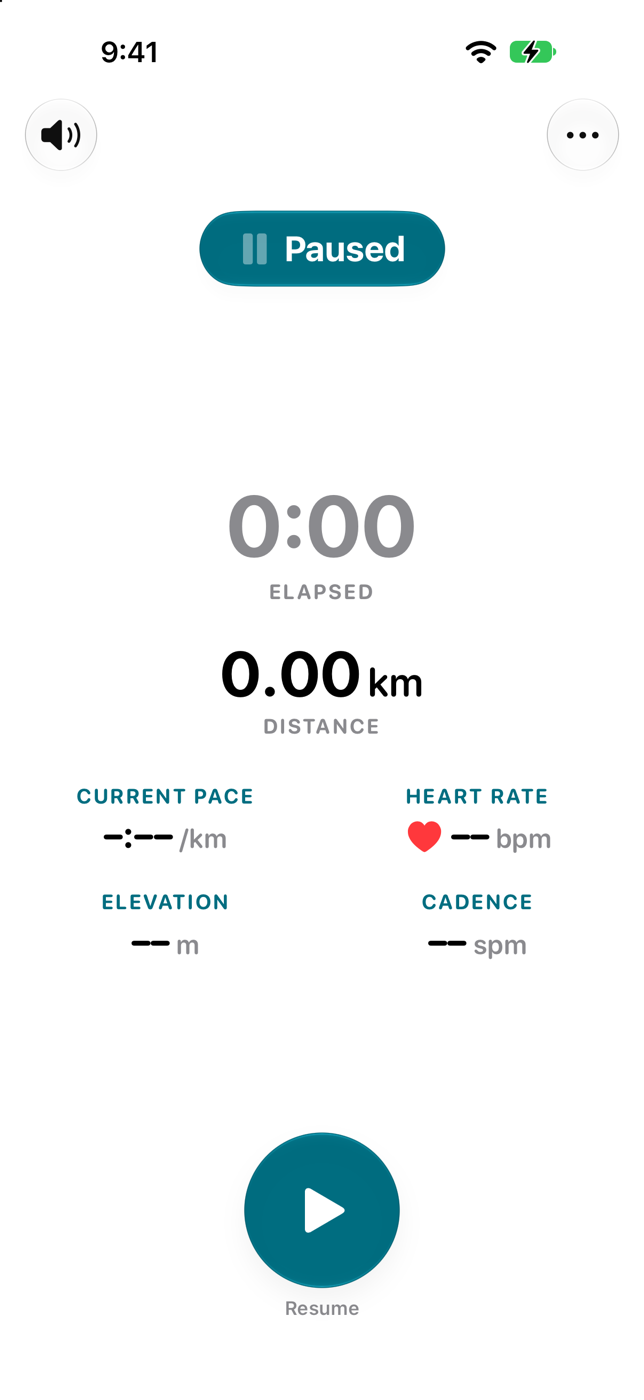 9:41
Paused
0:00
ELAPSED
0.00 km
DISTANCE
CURRENT PACE
-:-- /km
HEART RATE
-- bpm
ELEVATION
-- m
CADENCE
-- spm
Resume